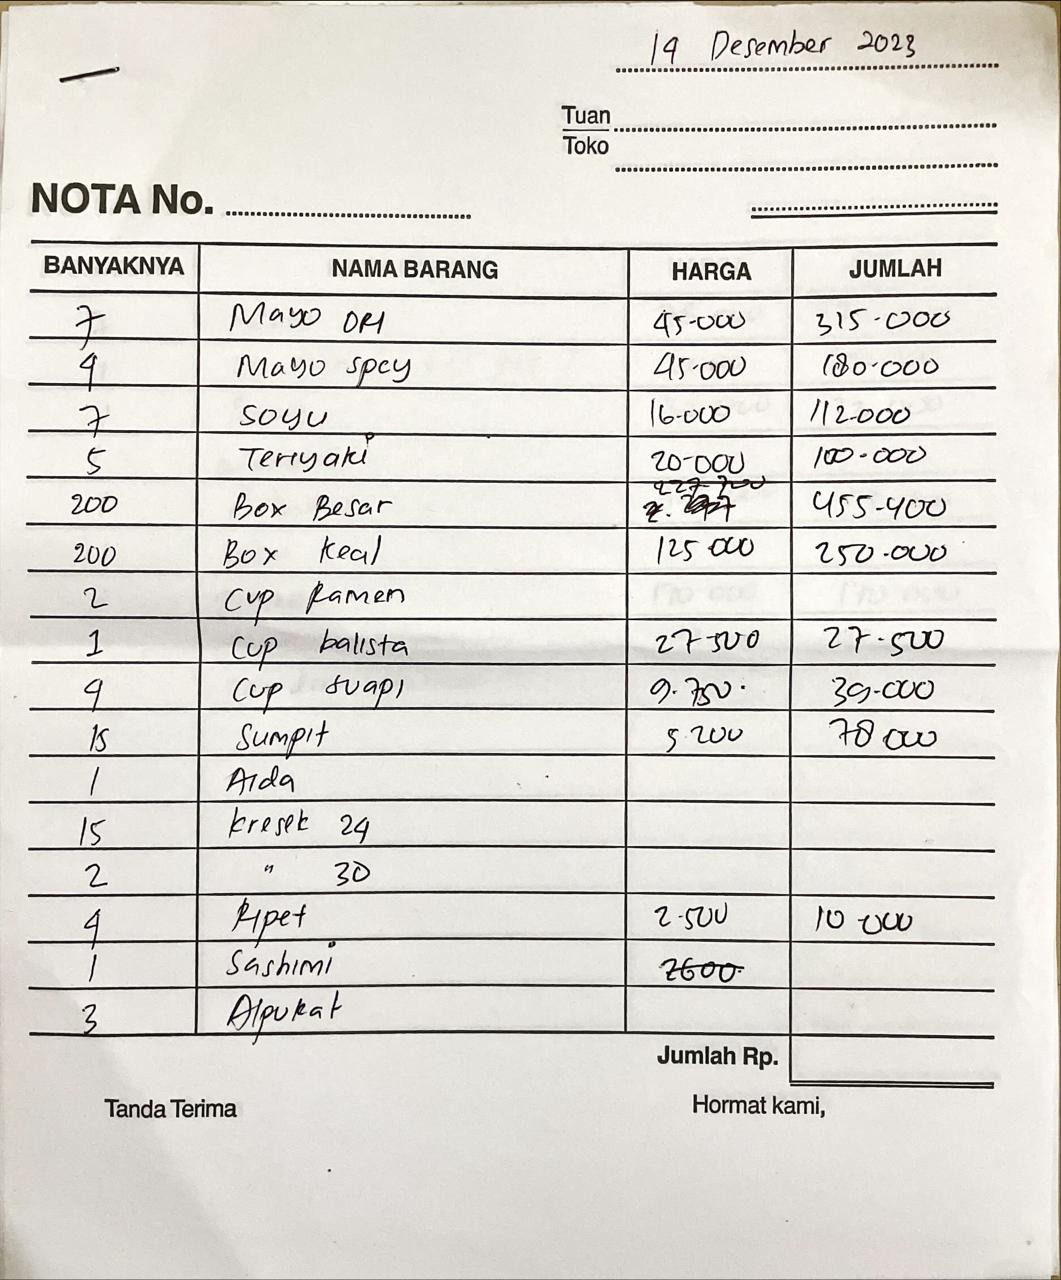 14 Desember 2023
Tuan
Toko
NOTA No.
BANYAKNYA NAMA BARANG HARGA JUMLAH
7 Mayo ORI 45.000 315.000
4 Mayo spcy 45.000 180.000
7 Soyu 16.000 112.000
5 Teriyaki 20.000 100.000
200 Box Besar 227.700 455.400
200 Box Kecil 125.000 250.000
2 Cup Ramen
1 Cup balista 27.500 27.500
4 Cup suapi 9.750 39.000
15 Sumpit 5.200 78.000
1 Aida
15 kresek 24
2 " 30
4 Pipet 2.500 10.000
1 Sashimi 7600
3 Alpukat
Jumlah Rp.
Tanda Terima Hormat kami,